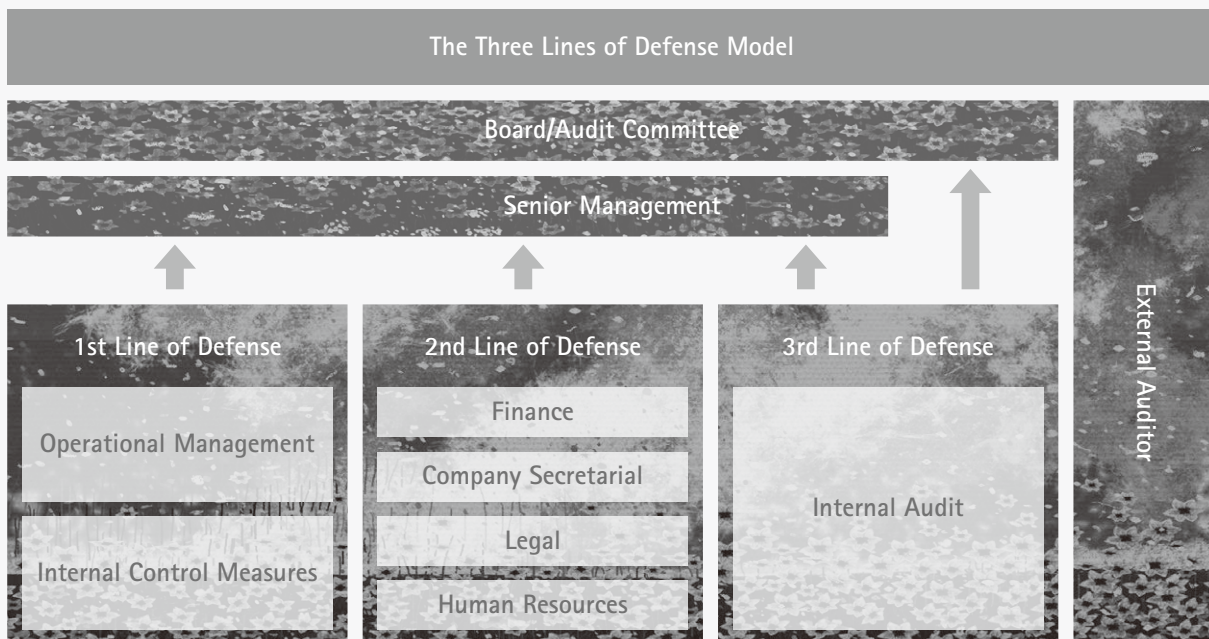 The Three Lines of Defense Model
Board/Audit Committee
Senior Management
1st Line of Defense
Operational Management
Internal Control Measures
2nd Line of Defense
Finance
Company Secretarial
Legal
Human Resources
3rd Line of Defense
Internal Audit
External Auditor